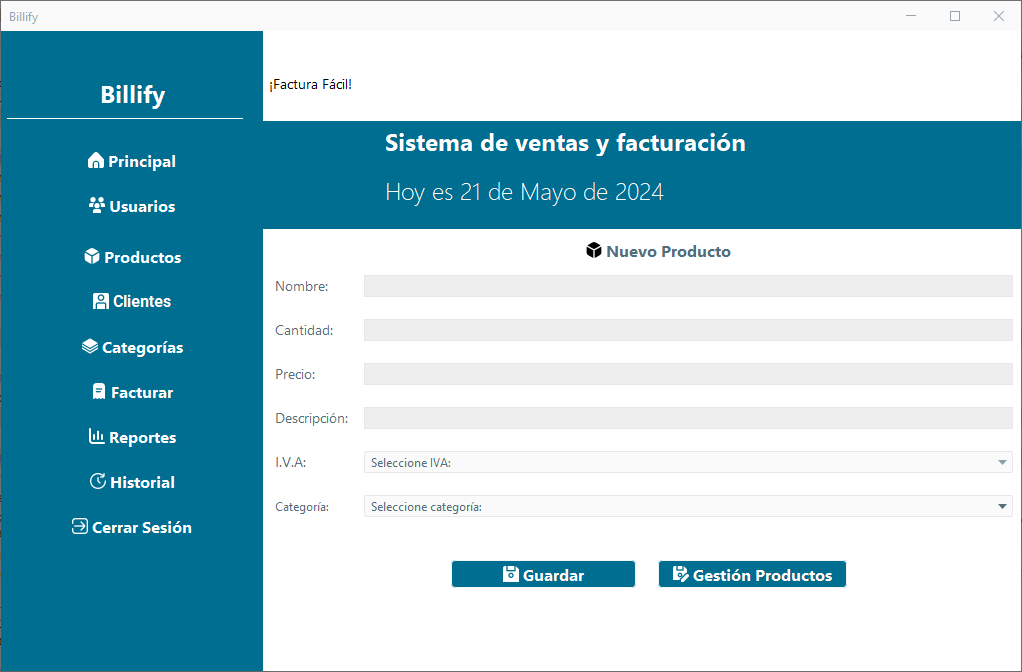 Billify
Billify
Principal
Usuarios
Productos
Clientes
Categorías
Facturar
Reportes
Historial
Cerrar Sesión
¡Factura Fácil!
Sistema de ventas y facturación
Hoy es 21 de Mayo de 2024
Nuevo Producto
Nombre:
Cantidad:
Precio:
Descripción:
I.V.A: Seleccione IVA:
Categoría: Seleccione categoría:
Guardar Gestión Productos